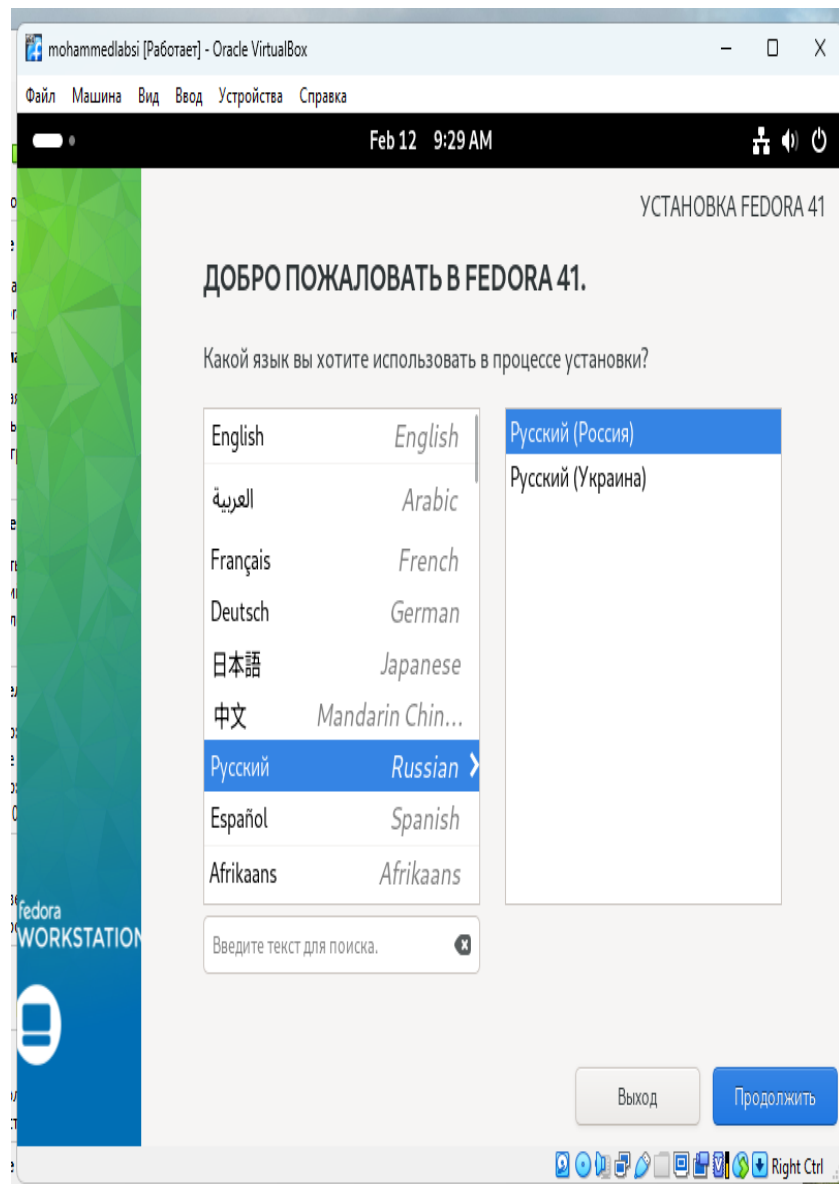 mohammedlabsi [Работает] - Oracle VirtualBox
Файл Машина Вид Ввод Устройства Справка
Feb 12 9:29 AM
УСТАНОВКА FEDORA 41
ДОБРО ПОЖАЛОВАТЬ В FEDORA 41.
Какой язык вы хотите использовать в процессе установки?
English English
العربية Arabic
Français French
Deutsch German
日本語 Japanese
中文 Mandarin Chin...
Русский Russian
Español Spanish
Afrikaans Afrikaans
Русский (Россия)
Русский (Украина)
Введите текст для поиска.
fedora
WORKSTATION
Выход Продолжить
Right Ctrl